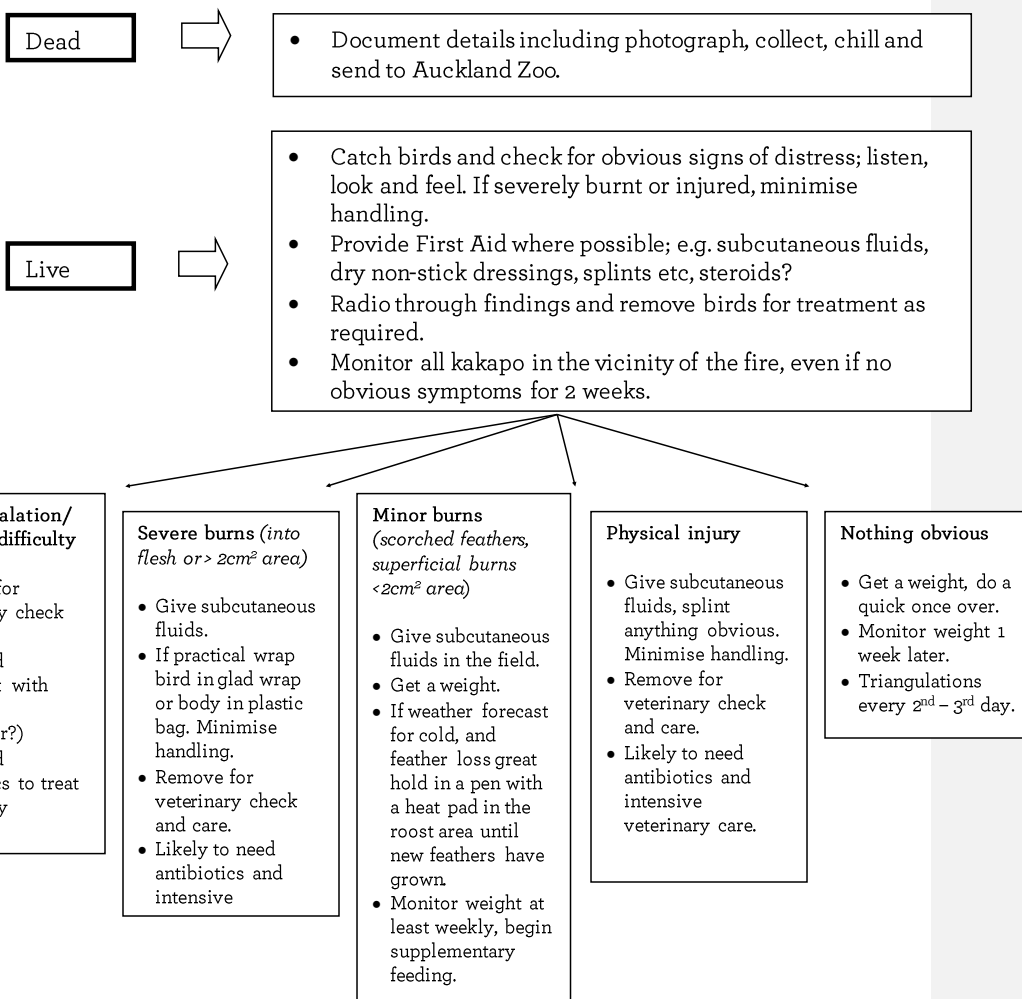 Dead
• Document details including photograph, collect, chill and
send to Auckland Zoo.
Live
• Catch birds and check for obvious signs of distress; listen,
look and feel. If severely burnt or injured, minimise
handling.
• Provide First Aid where possible; e.g. subcutaneous fluids,
dry non-stick dressings, splints etc, steroids?
• Radio through findings and remove birds for treatment as
required.
• Monitor all kakapo in the vicinity of the fire, even if no
obvious symptoms for 2 weeks.
alation/
difficulty
for
y check
d
t with
r?)
d
cs to treat
y
Severe burns (into
flesh or > 2cm² area)
• Give subcutaneous
fluids.
• If practical wrap
bird in glad wrap
or body in plastic
bag. Minimise
handling.
• Remove for
veterinary check
and care.
• Likely to need
antibiotics and
intensive
Minor burns
(scorched feathers,
superficial burns
<2cm² area)
• Give subcutaneous
fluids in the field.
• Get a weight.
• If weather forecast
for cold, and
feather loss great
hold in a pen with
a heat pad in the
roost area until
new feathers have
grown.
• Monitor weight at
least weekly, begin
supplementary
feeding.
Physical injury
• Give subcutaneous
fluids, splint
anything obvious.
Minimise handling.
• Remove for
veterinary check
and care.
• Likely to need
antibiotics and
intensive
veterinary care.
Nothing obvious
• Get a weight, do a
quick once over.
• Monitor weight 1
week later.
• Triangulations
every 2nd – 3rd day.